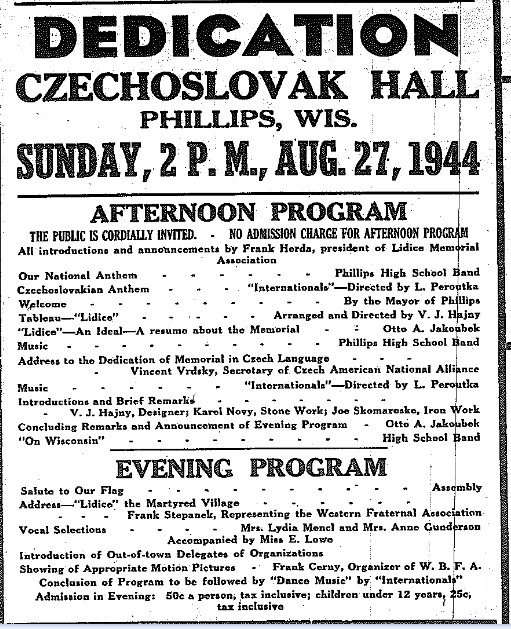 DEDICATION
CZECHOSLOVAK HALL
PHILLIPS, WIS.
SUNDAY, 2 P. M., AUG. 27, 1944
AFTERNOON PROGRAM
THE PUBLIC IS CORDIALLY INVITED. - NO ADMISSION CHARGE FOR AFTERNOON PROGRAM
All introductions and announcements by Frank Horda, president of Lidice Memorial
Association
Our National Anthem - - - - - - Phillips High School Band
Czechoslovakian Anthem - - - "Internationals"—Directed by L. Peroutka
Welcome - - - - - - - - By the Mayor of Phillips
Tableau—"Lidice" - - - - - Arranged and Directed by V. J. Hajny
"Lidice"—An Ideal—A resume about the Memorial - - Otto A. Jakoubek
Music - - - - - - - - Phillips High School Band
Address to the Dedication of Memorial in Czech Language - - -
- Vincent Vrdsky, Secretary of Czech American National Alliance
Music - - - - - - "Internationals"—Directed by L. Peroutka
Introductions and Brief Remarks - - - - - -
- V. J. Hajny, Designer; Karol Novy, Stone Work; Joe Skomaroske, Iron Work
Concluding Remarks and Announcement of Evening Program - Otto A. Jakoubek
"On Wisconsin" - - - - - - - - High School Band
EVENING PROGRAM
Salute to Our Flag - - - - - - - - Assembly
Address—"Lidice" the Martyred Village - - - - - -
- - - Frank Stepanek, Representing the Western Fraternal Association
Vocal Selections - - - - Mrs. Lydia Mencl and Mrs. Anne Gunderson
Accompanied by Miss E. Lowe
Introduction of Out-of-town Delegates of Organizations
Showing of Appropriate Motion Pictures - Frank Cerny, Organizer of W. B. F. A.
Conclusion of Program to be followed by "Dance Music" by "Internationals"
Admission in Evening: 50c a person, tax inclusive; children under 12 years, 25c,
tax inclusive